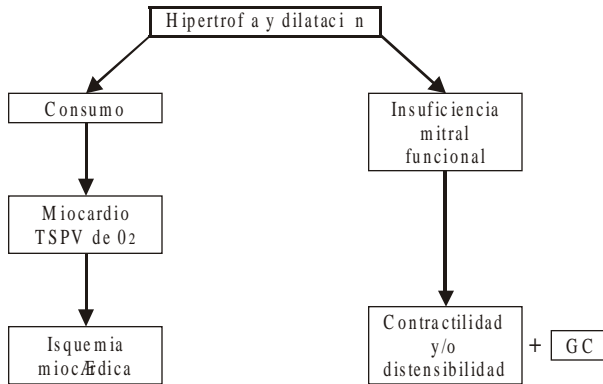 Hipertrof a y dilataci n
Consumo
Insuficiencia
mitral
funcional
Miocardio
TSPV de 02
Isquemia
miocÆrdica
Contractilidad
y/o
distensibilidad
+ GC